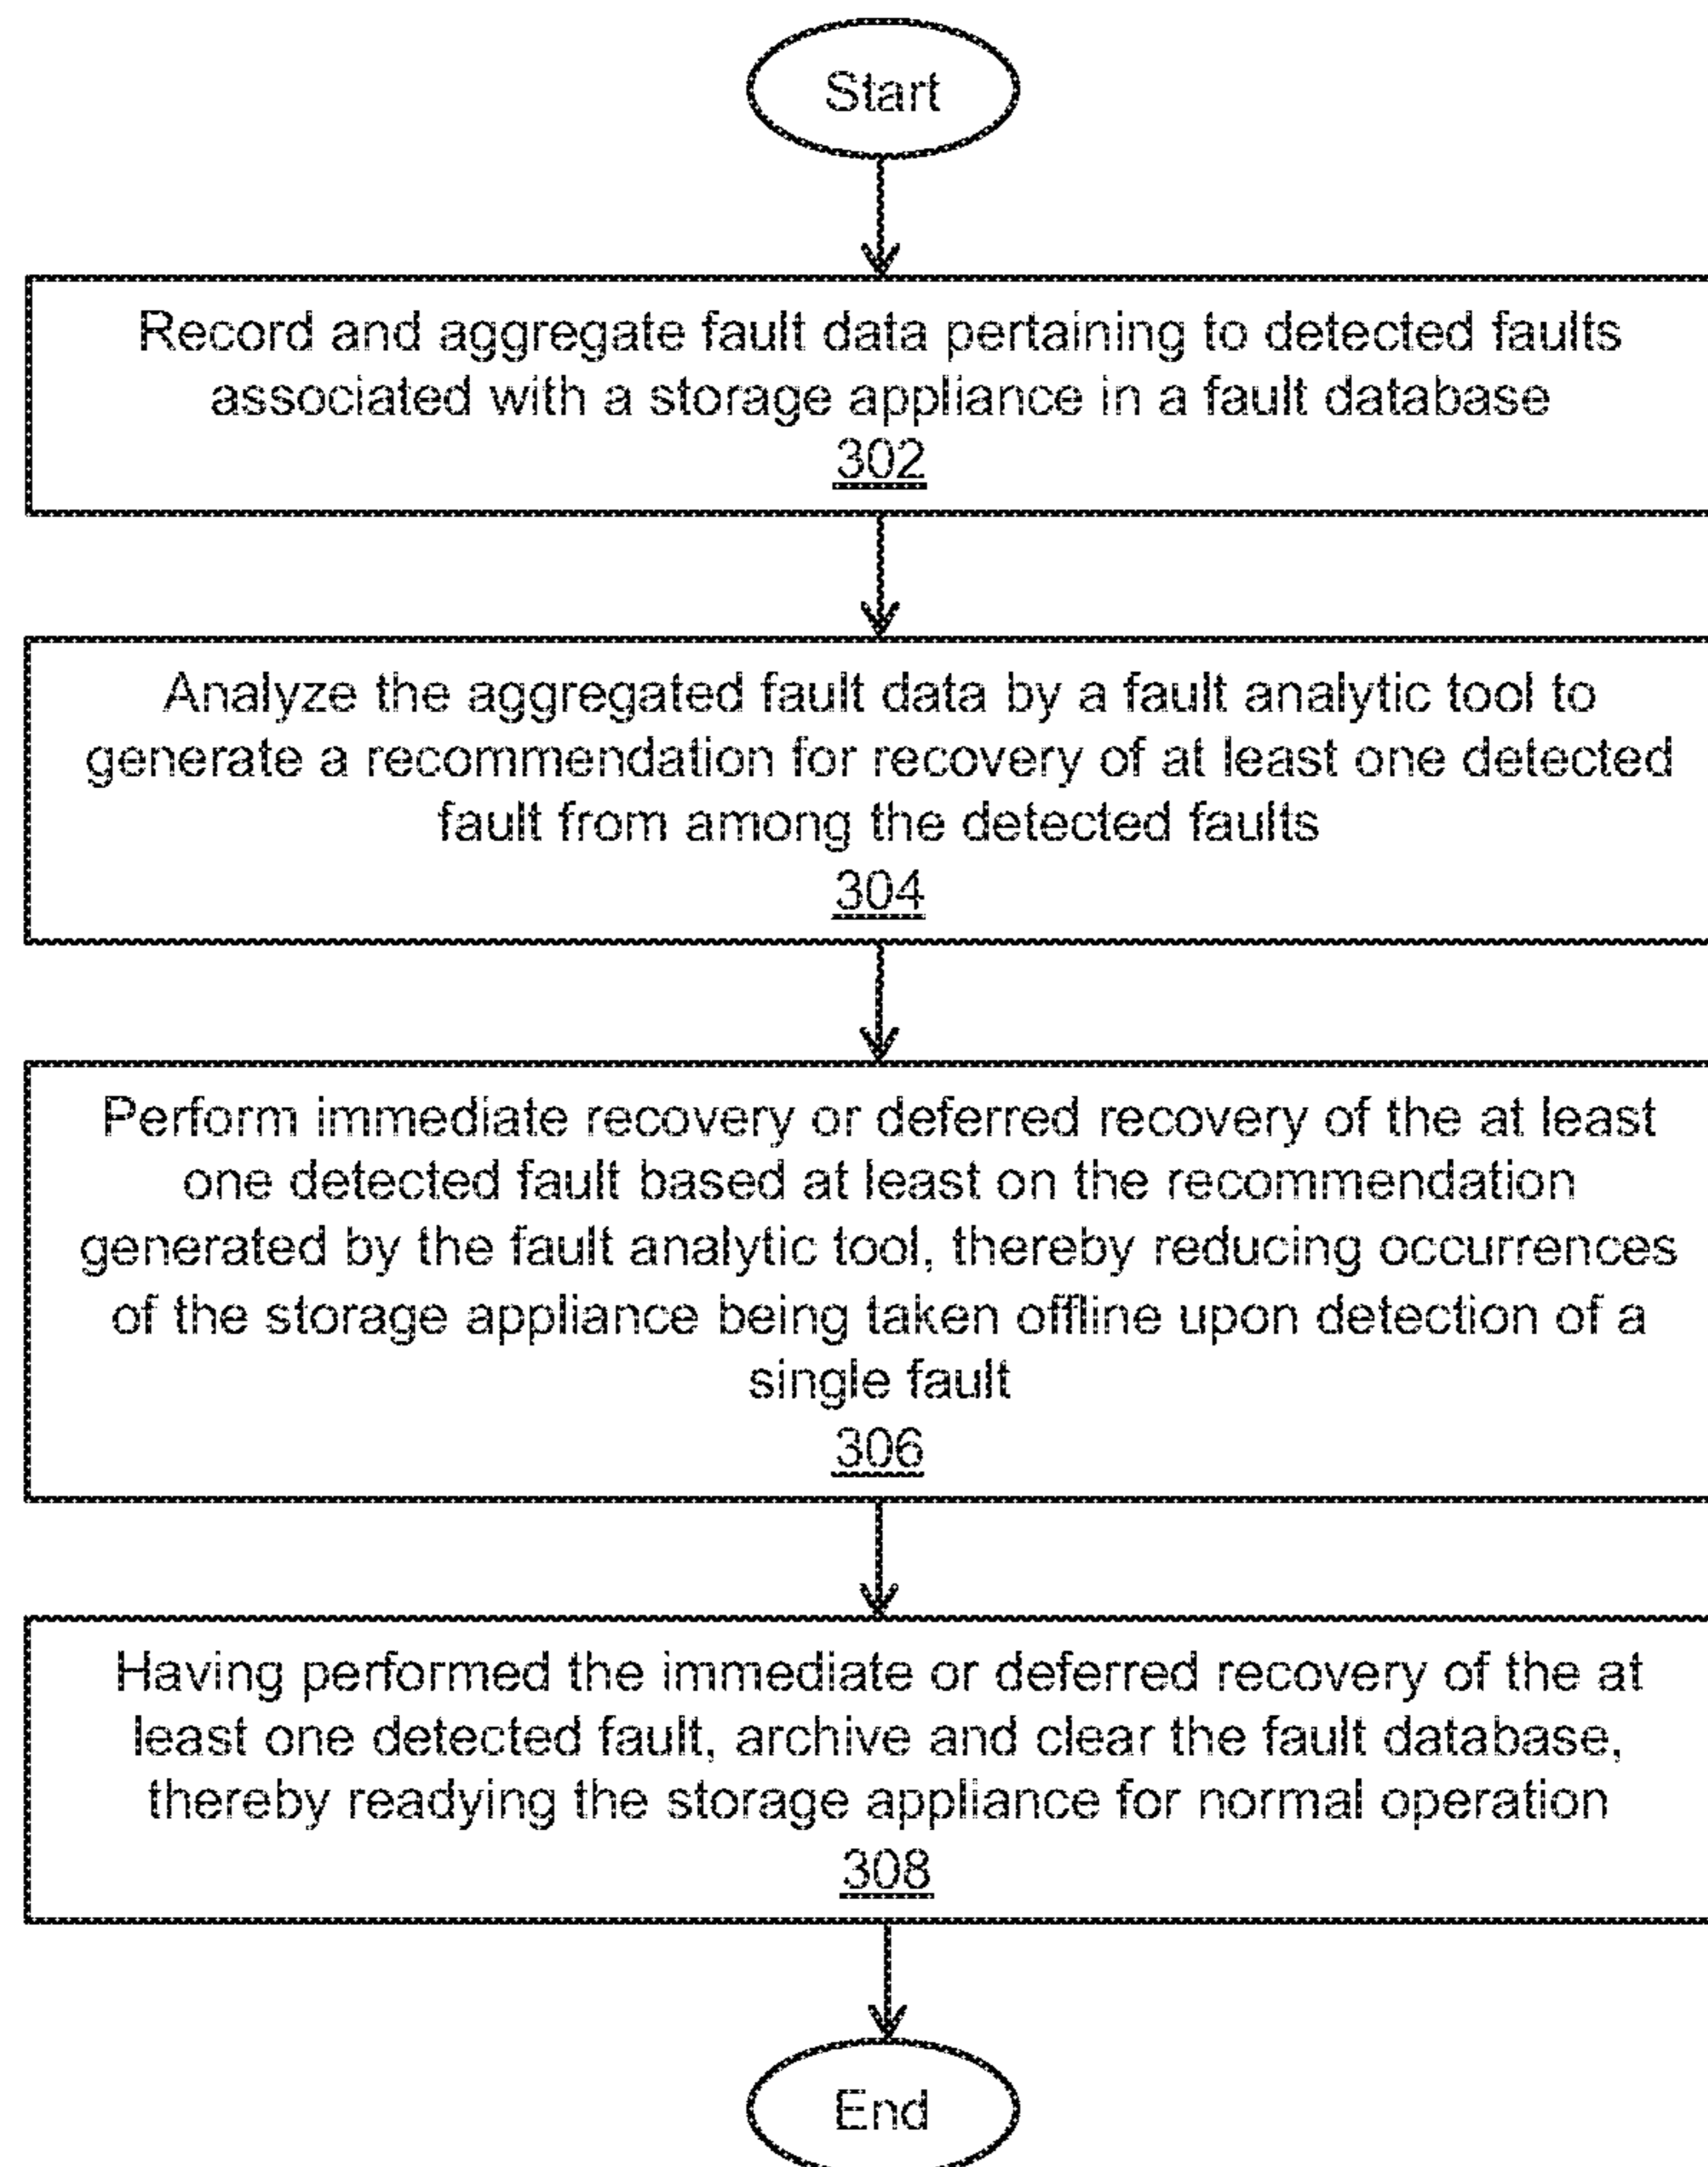 Start
Record and aggregate fault data pertaining to detected faults
associated with a storage appliance in a fault database
302
Analyze the aggregated fault data by a fault analytic tool to
generate a recommendation for recovery of at least one detected
fault from among the detected faults
304
Perform immediate recovery or deferred recovery of the at least
one detected fault based at least on the recommendation
generated by the fault analytic tool, thereby reducing occurrences
of the storage appliance being taken offline upon detection of a
single fault
306
Having performed the immediate or deferred recovery of the at
least one detected fault, archive and clear the fault database,
thereby readying the storage appliance for normal operation
308
End